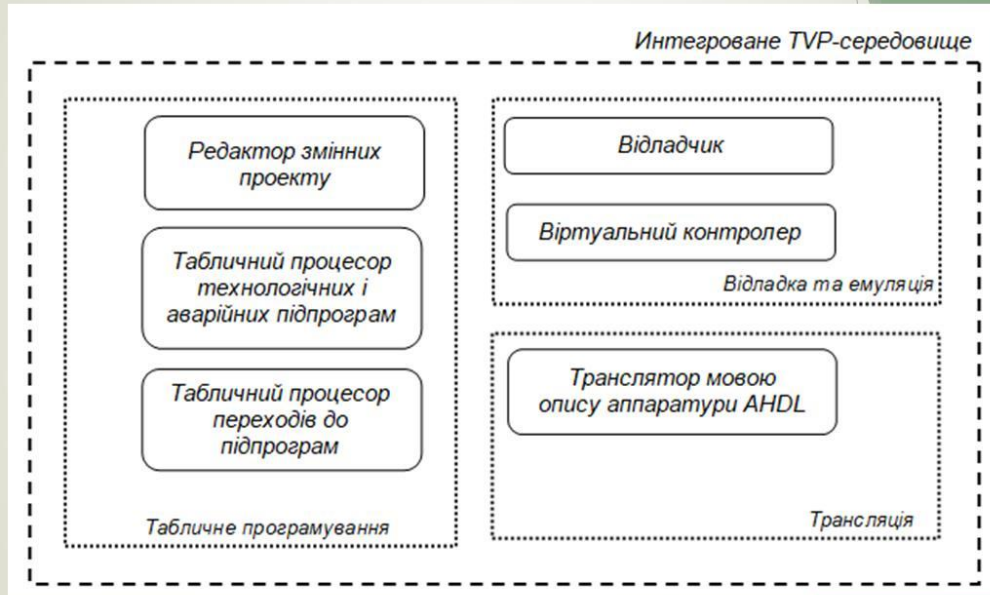 Интегроване TVP-середовище
Редактор змінних
проекту
Табличний процесор
технологічних і
аварійних підпрограм
Табличний процесор
переходів до
підпрограм
Табличне програмування
Відладчик
Віртуальний контролер
Відладка та емуляція
Транслятор мовою
опису аппаратури AHDL
Трансляція